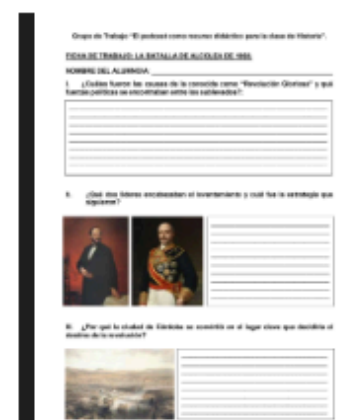 Grupo de Trabajo "El podcast como recurso didáctico para la clase de Historia".
FICHA DE TRABAJO: LA BATALLA DE ALCOLEA DE 1868.
NOMBRE DEL ALUMNO/A:
I. ¿Cuáles fueron las causas de la conocida como "Revolución Gloriosa" y qué
fuerzas políticas se encontraban entre los sublevados?:
II. ¿Qué dos líderes encabezaban el levantamiento y cuál fue la estrategia que
siguieron?
III. ¿Por qué la ciudad de Córdoba se convirtió en el lugar clave que decidiría el
destino de la revolución?